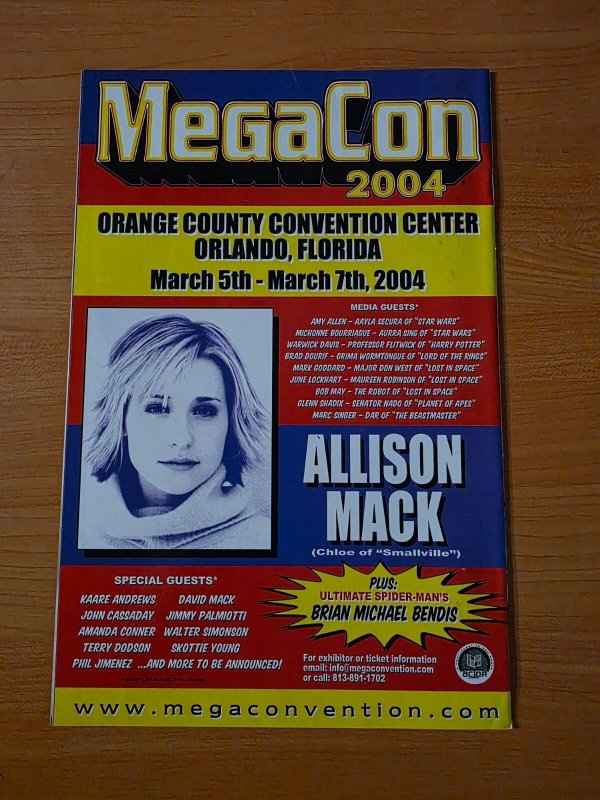 MEGACON
2004
ORANGE COUNTY CONVENTION CENTER
ORLANDO, FLORIDA
March 5th - March 7th, 2004
MEDIA GUESTS*
AMY ALLEN - AAYLA SECURA OF "STAR WARS"
MICHONNE BOURRIAGUE - AURRA SING OF "STAR WARS"
WARWICK DAVIS - PROFESSOR FLITWICK OF "HARRY POTTER"
BRAD DOURIF - GRIMA WORMTONGUE OF "LORD OF THE RINGS"
MARK GODDARD - MAJOR DON WEST OF "LOST IN SPACE"
JUNE LOCKHART - MAUREEN ROBINSON OF "LOST IN SPACE"
BOB MAY - THE ROBOT OF "LOST IN SPACE"
GLENN SHADIX - SENATOR NADO OF "PLANET OF APES"
MARC SINGER - DAR OF "THE BEASTMASTER"
ALLISON
MACK
(Chloe of "Smallville")
SPECIAL GUESTS*
KAARE ANDREWS DAVID MACK
JOHN CASSADAY JIMMY PALMIOTTI
AMANDA CONNER WALTER SIMONSON
TERRY DODSON SKOTTIE YOUNG
PHIL JIMENEZ ...AND MORE TO BE ANNOUNCED!
*GUEST LIST SUBJECT TO CHANGE
PLUS:
ULTIMATE SPIDER-MAN'S
BRIAN MICHAEL BENDIS
For exhibitor or ticket information
email: info@megaconvention.com
or call: 813-891-1702
www.megaconvention.com